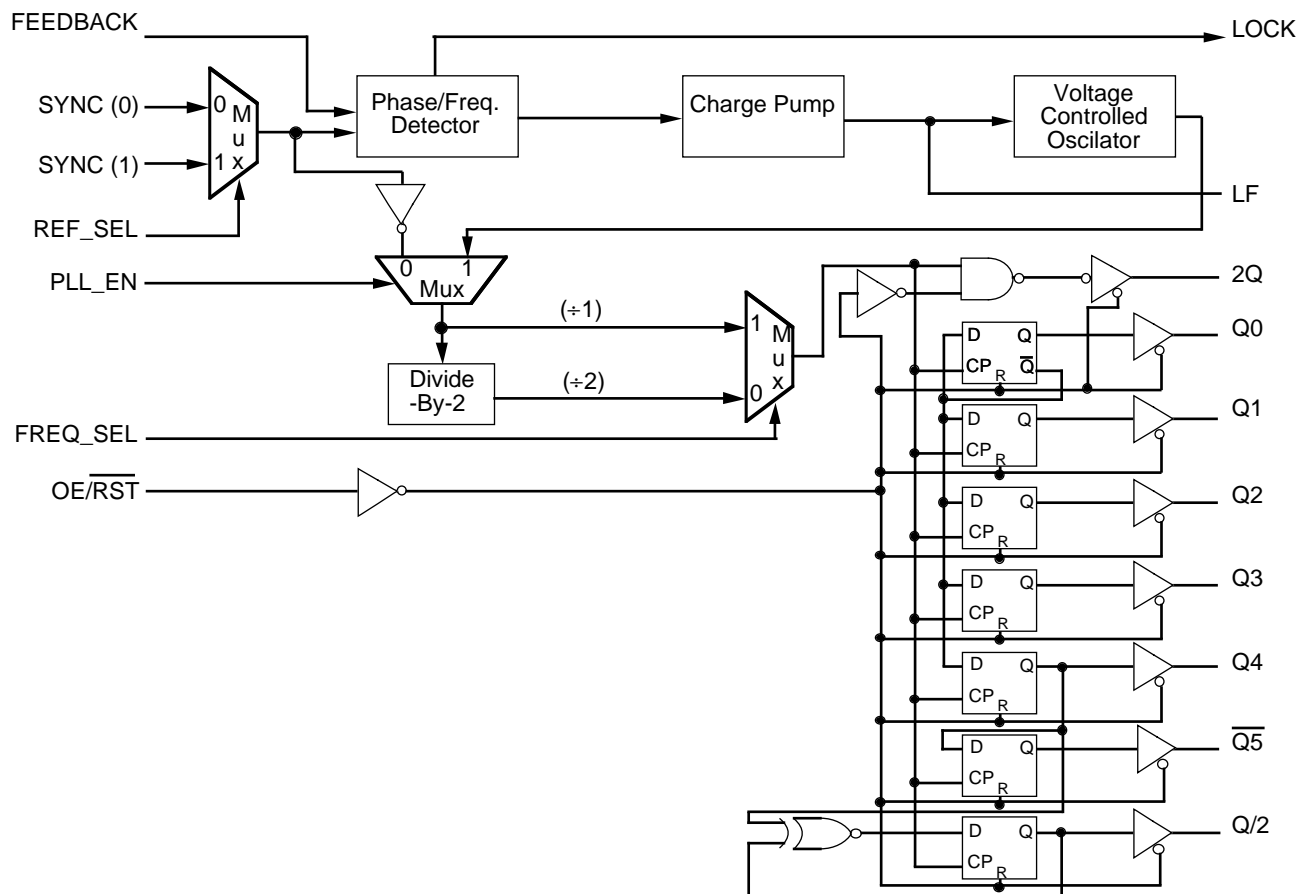 FEEDBACK
LOCK
SYNC (0)
SYNC (1)
REF_SEL
PLL_EN
FREQ_SEL
OE/R̅S̅T̅
0
1
M
u
x
Phase/Freq.
Detector
Charge Pump
Voltage
Controlled
Oscilator
LF
0 1
Mux
(÷1)
Divide
-By-2
(÷2)
1
0
M
u
x
2Q
D Q
CP R Q̅
Q0
D Q
CP R
Q1
D Q
CP R
Q2
D Q
CP R
Q3
D Q
CP R
Q4
D Q
CP R
Q̅5̅
D Q
CP R
Q/2